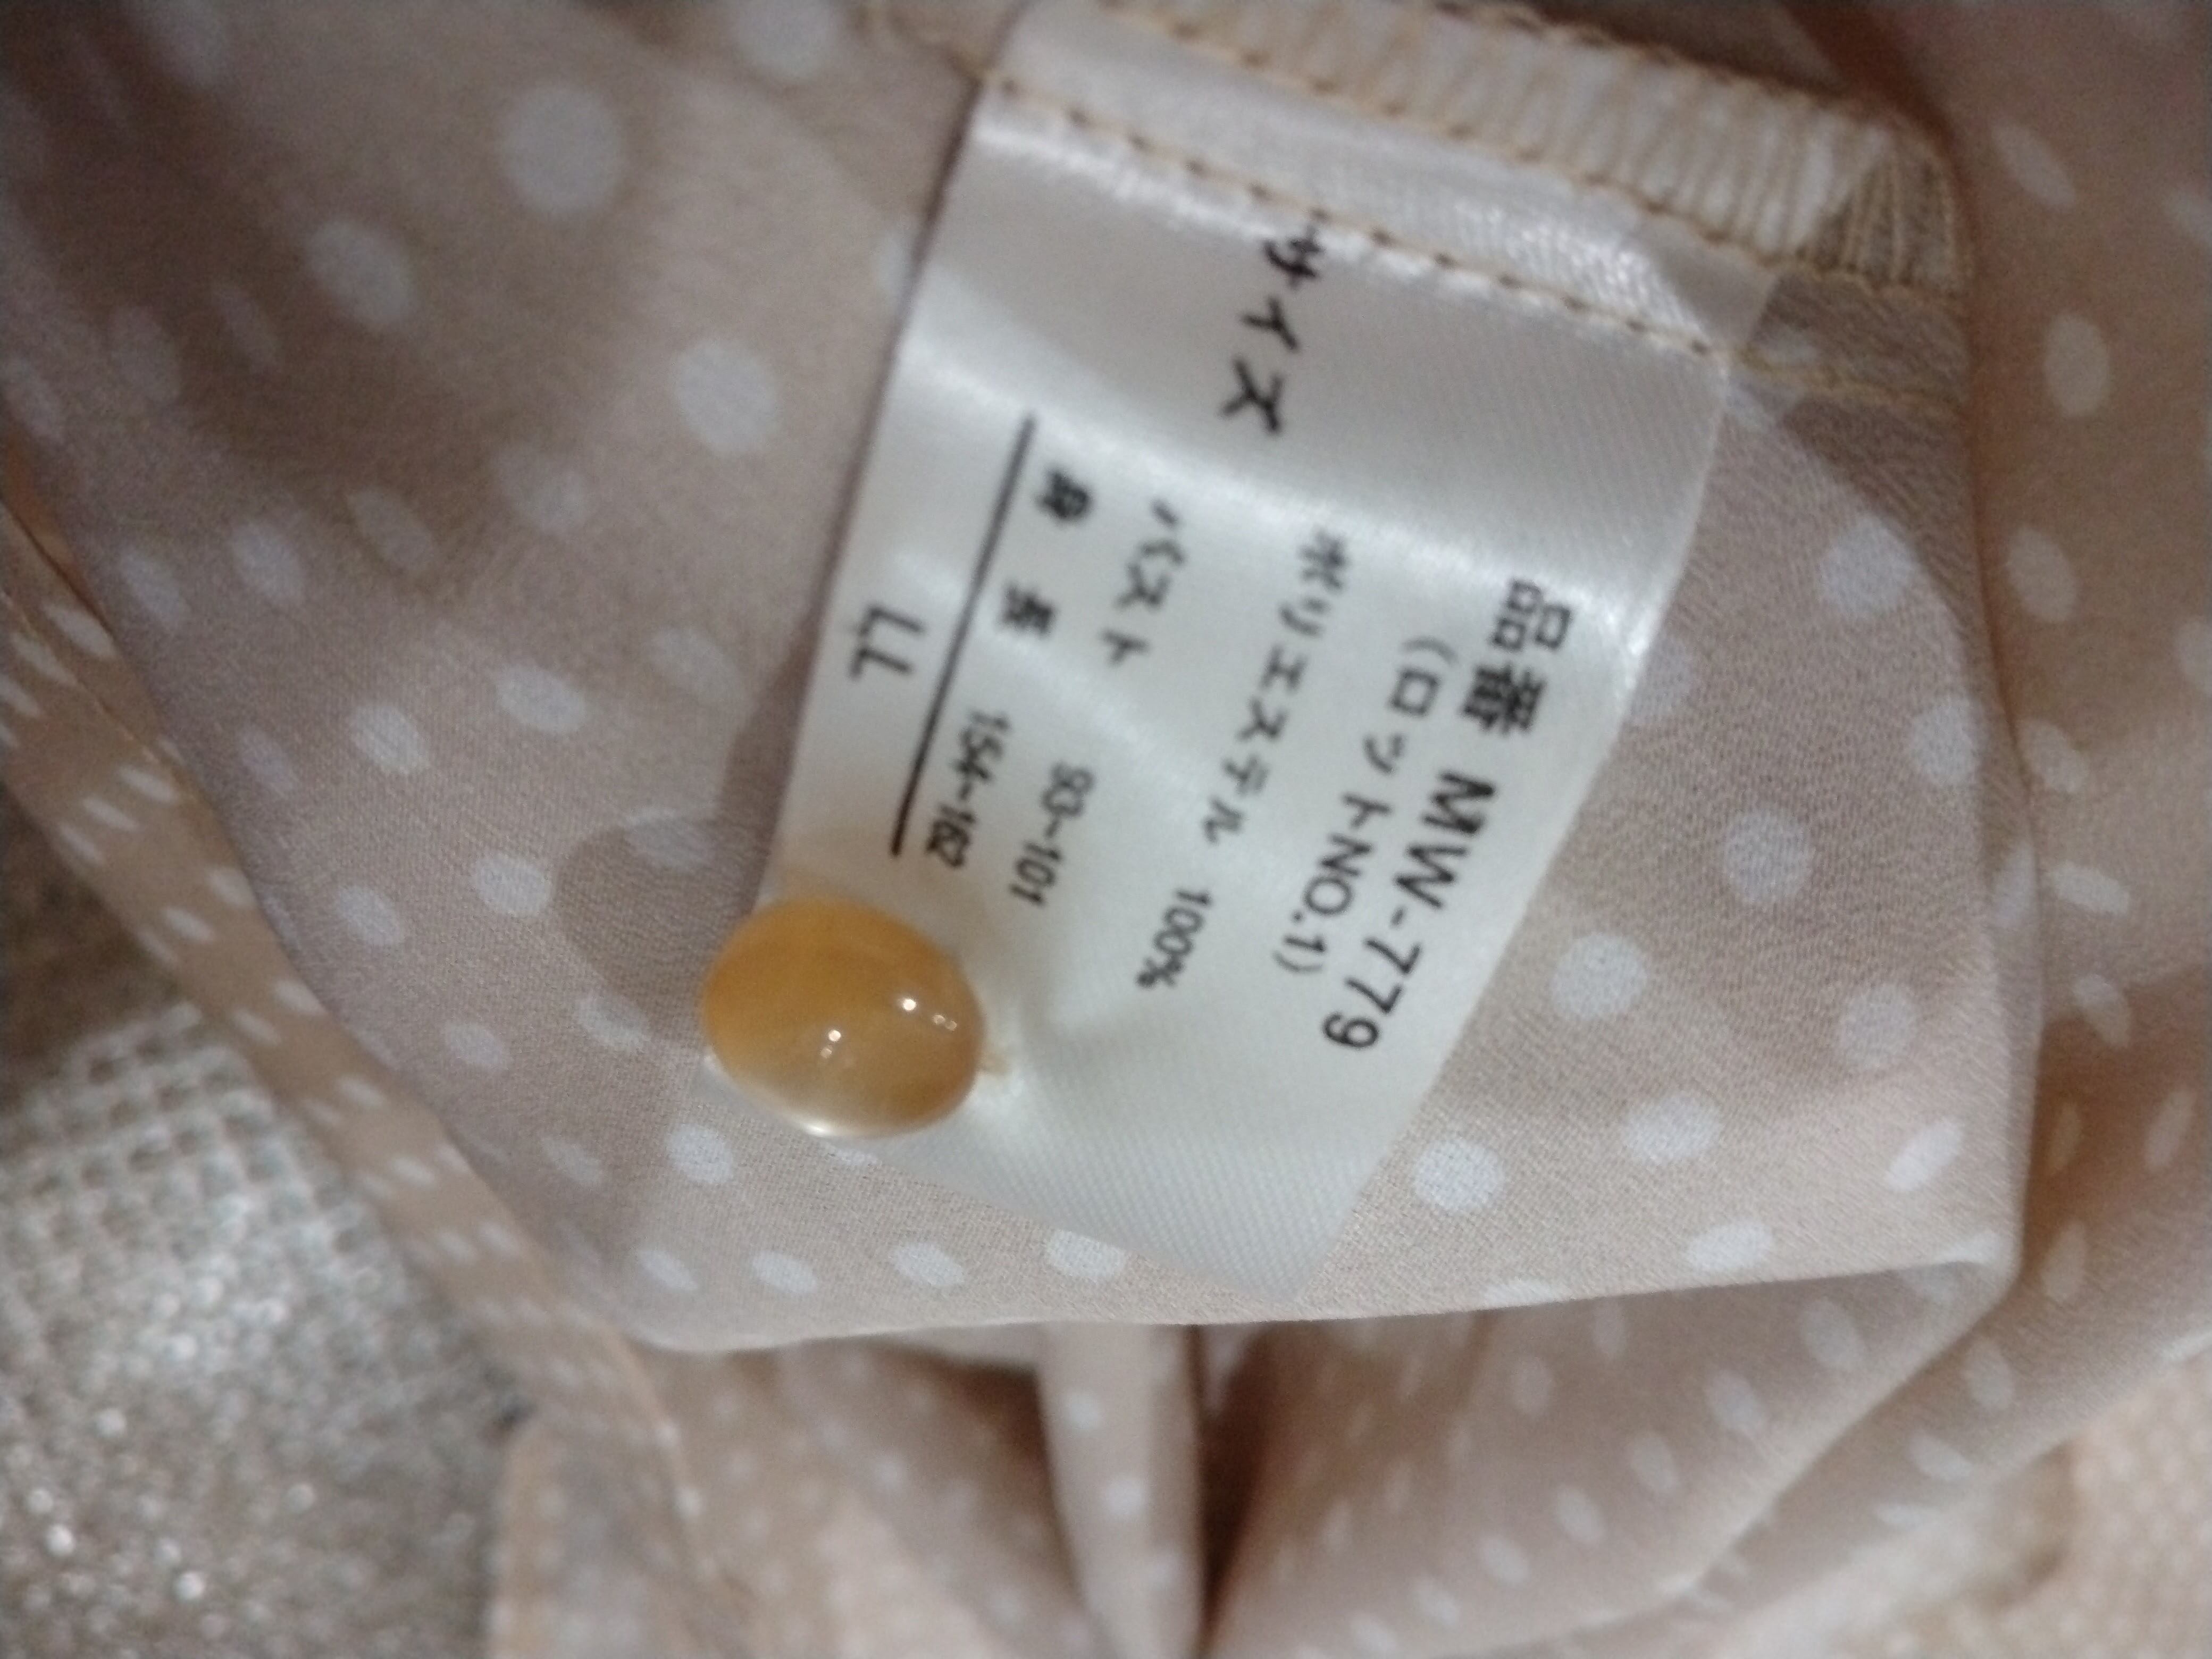 サイズ
バスト 93~101
身長 154~162
LL
ポリエステル 100%
品番 MW-779
(ロットNO.1)